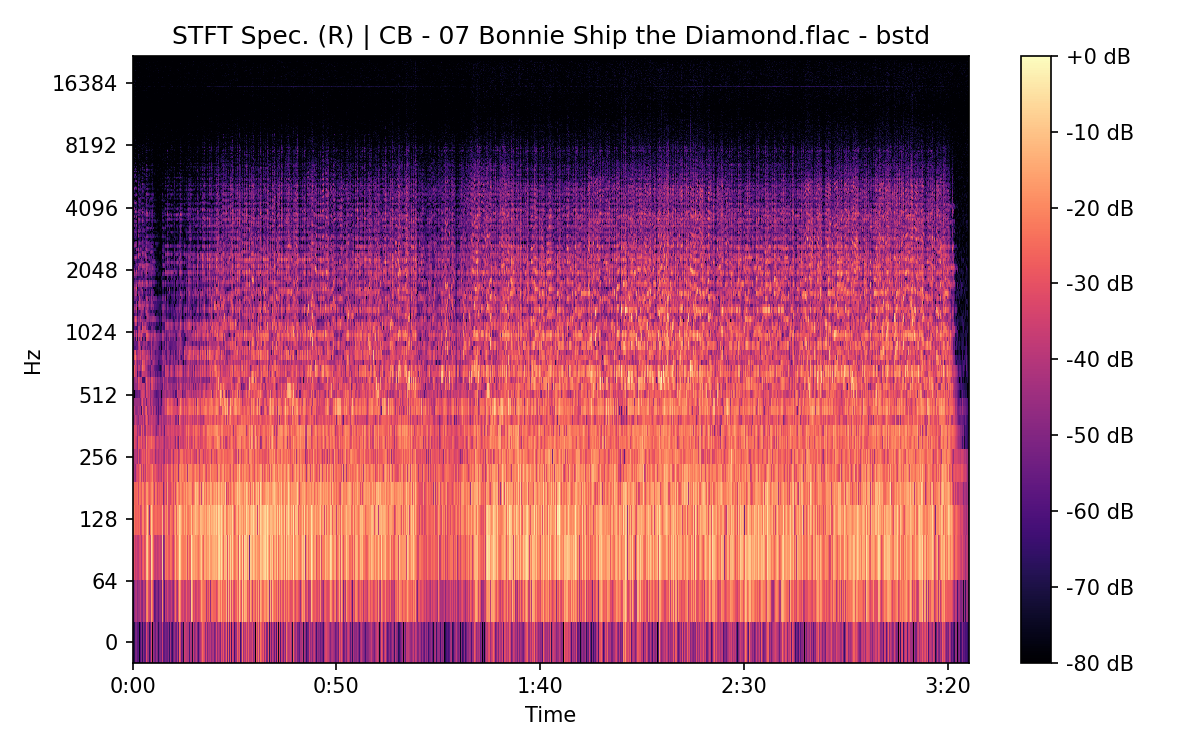 STFT Spec. (R) | CB - 07 Bonnie Ship the Diamond.flac - bstd
16384
8192
4096
2048
1024
512
256
128
64
0
Hz
0:00
0:50
1:40
2:30
3:20
Time
+0 dB
-10 dB
-20 dB
-30 dB
-40 dB
-50 dB
-60 dB
-70 dB
-80 dB